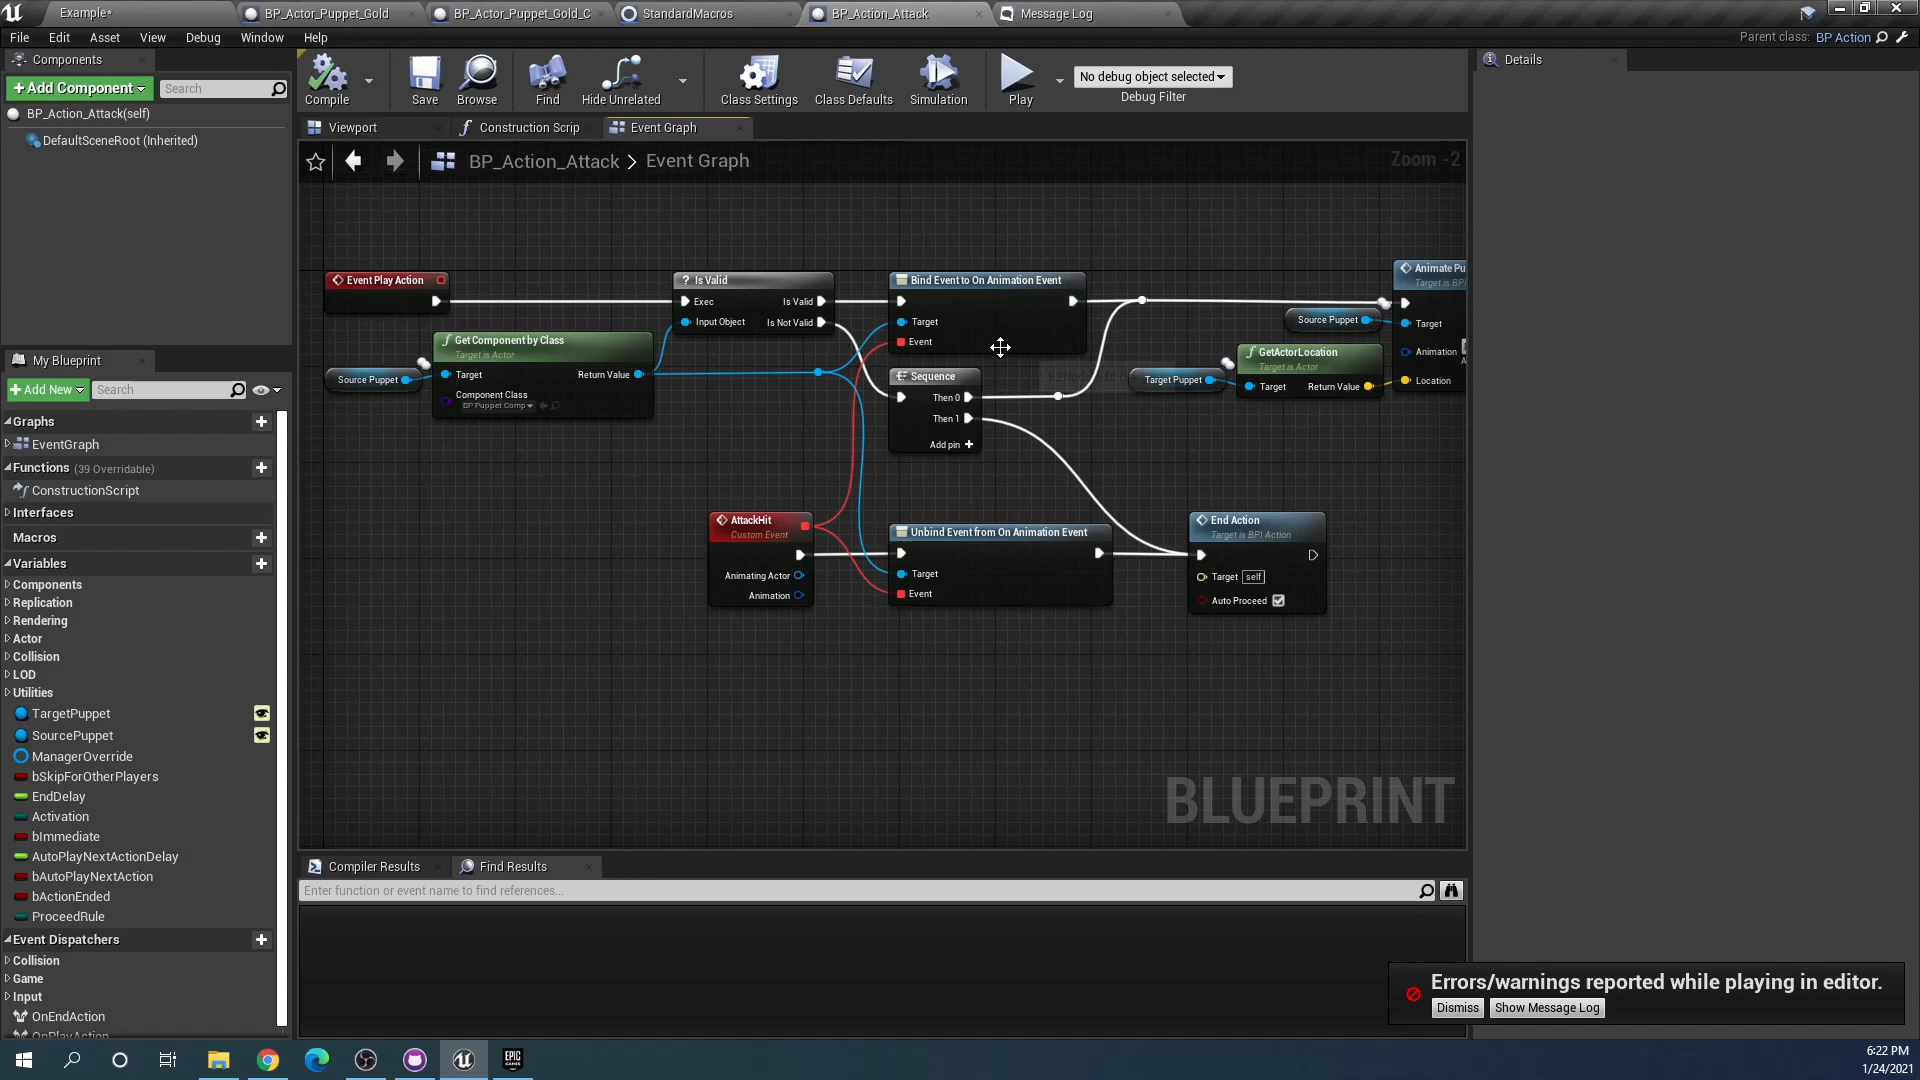 Example*
BP_Actor_Puppet_Gold
BP_Actor_Puppet_Gold_C
StandardMacros
BP_Action_Attack
Message Log
File Edit Asset View Debug Window Help
Parent class: BP Action
Components
+Add Component
Search
BP_Action_Attack(self)
DefaultSceneRoot (Inherited)
Compile
Save
Browse
Find
Hide Unrelated
Class Settings
Class Defaults
Simulation
Play
No debug object selected
Debug Filter
Details
Viewport
Construction Scrip
Event Graph
BP_Action_Attack > Event Graph
Zoom -2
Event Play Action
Source Puppet
Get Component by Class
Target is Actor
Target
Return Value
Component Class
BP Puppet Comp
? Is Valid
Exec
Is Valid
Input Object
Is Not Valid
Bind Event to On Animation Event
Target
Event
Sequence
Then 0
Then 1
Add pin +
AttackHit
Custom Event
Animating Actor
Animation
Unbind Event from On Animation Event
Target
Event
End Action
Target is BPI Action
Target self
Auto Proceed
Target Puppet
GetActorLocation
Target is Actor
Target
Return Value
Source Puppet
Animate Pu
Target is BPI
Target
Animation
Location
BLUEPRINT
My Blueprint
+Add New
Search
Graphs
EventGraph
Functions (39 Overridable)
ConstructionScript
Interfaces
Macros
Variables
Components
Replication
Rendering
Actor
Collision
LOD
Utilities
TargetPuppet
SourcePuppet
ManagerOverride
bSkipForOtherPlayers
EndDelay
Activation
bImmediate
AutoPlayNextActionDelay
bAutoPlayNextAction
bActionEnded
ProceedRule
Event Dispatchers
Collision
Game
Input
OnEndAction
OnPlayAction
Compiler Results
Find Results
Enter function or event name to find references...
Errors/warnings reported while playing in editor.
Dismiss
Show Message Log
EPIC
GAMES
6:22 PM
1/24/2021